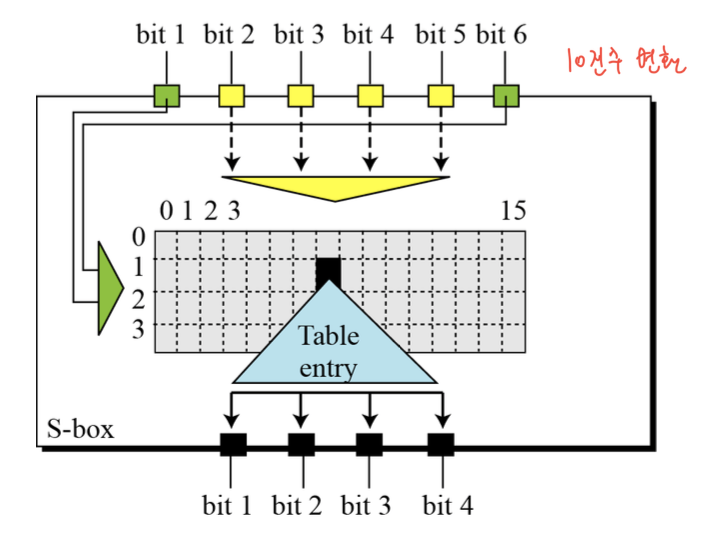 bit 1 bit 2 bit 3 bit 4 bit 5 bit 6
10진수 변환
0 1 2 3 15
0
1
2
3
Table
entry
S-box
bit 1 bit 2 bit 3 bit 4